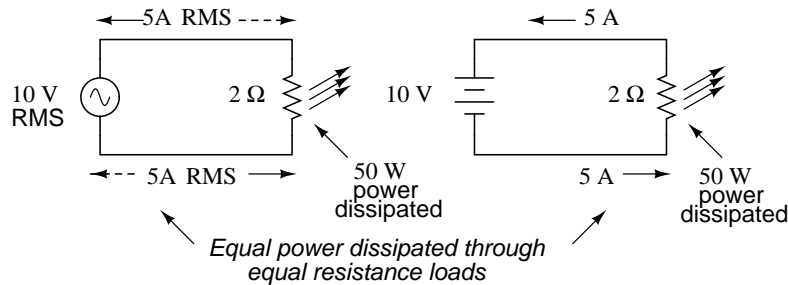 5A RMS
5 A
10 V
RMS
2 Ω
10 V
2 Ω
5A RMS
50 W
power
dissipated
5 A
50 W
power
dissipated
Equal power dissipated through
equal resistance loads